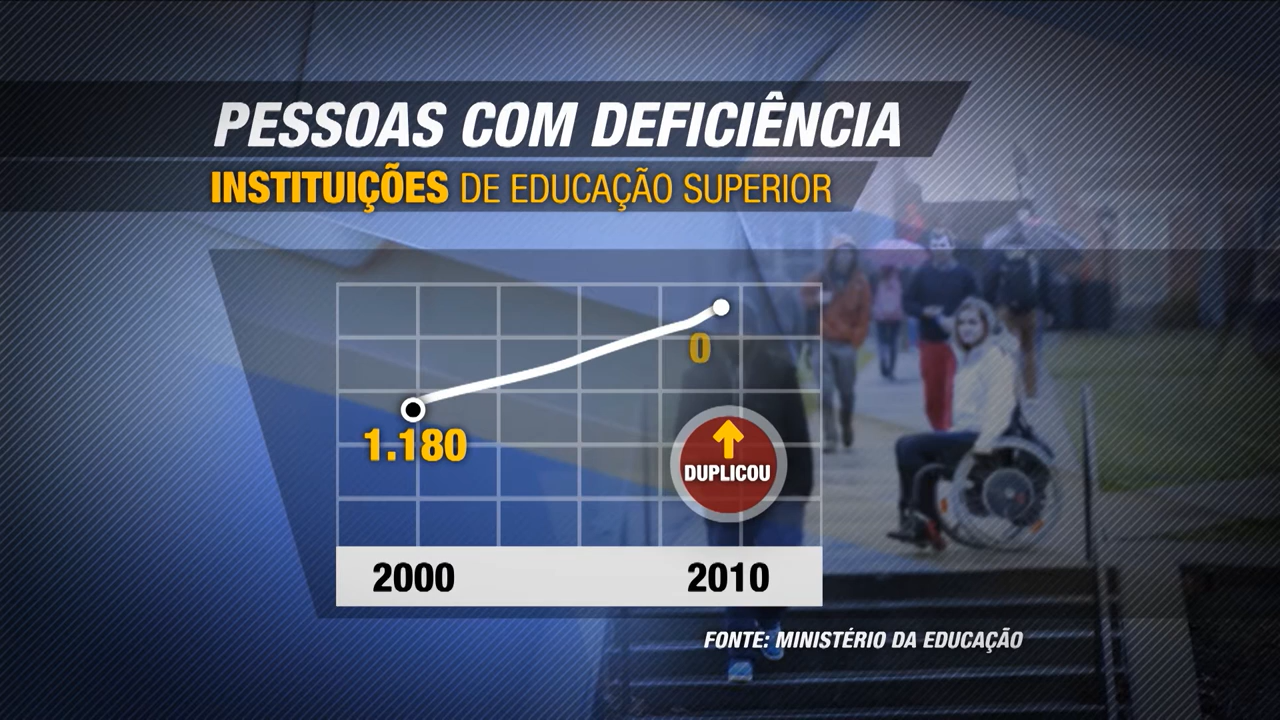 PESSOAS COM DEFICIÊNCIA
INSTITUIÇÕES DE EDUCAÇÃO SUPERIOR
0
1.180
DUPLICOU
2000 2010
FONTE: MINISTÉRIO DA EDUCAÇÃO